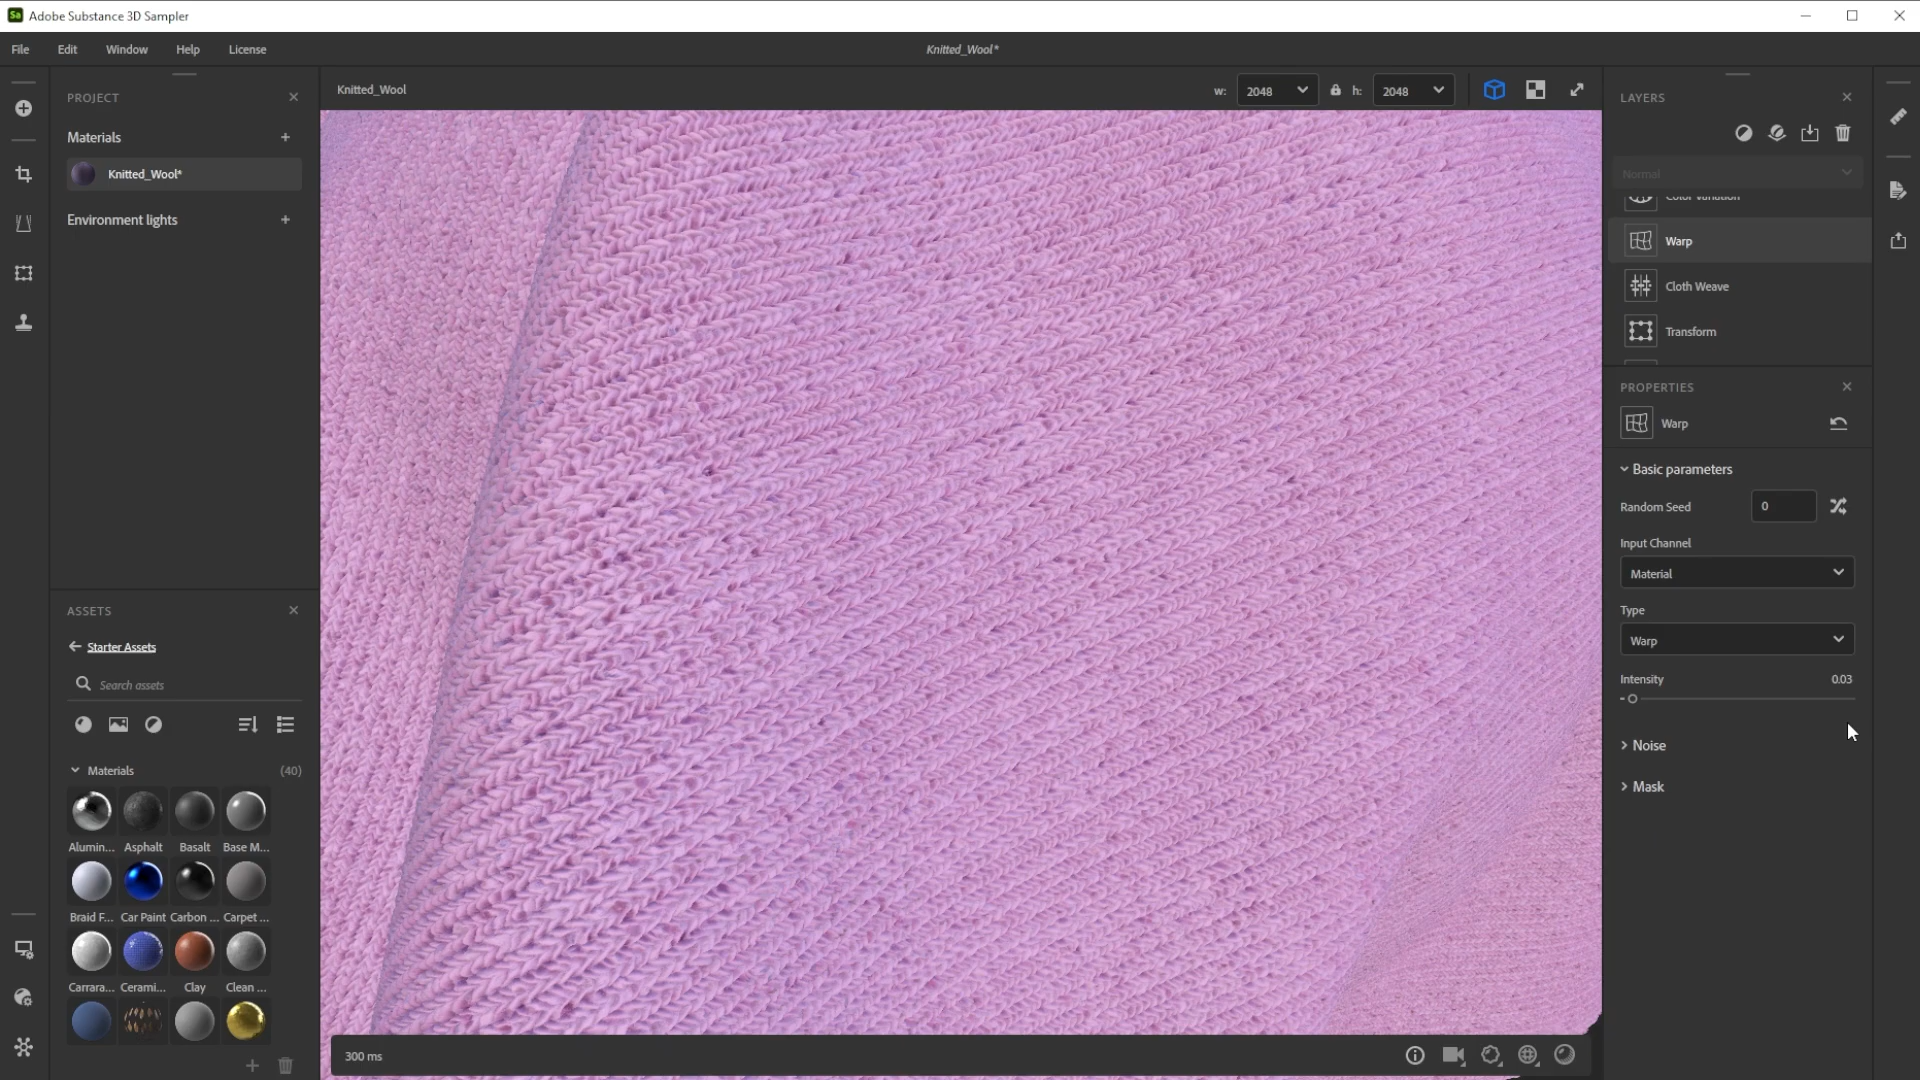 Adobe Substance 3D Sampler
File Edit Window Help License
Knitted_Wool*
PROJECT
Materials
Knitted_Wool*
Environment lights
ASSETS
Starter Assets
Search assets
Materials (40)
Alumin... Asphalt Basalt Base M...
Braid F... Car Paint Carbon ... Carpet ...
Carrara... Cerami... Clay Clean ...
Knitted_Wool
w: 2048 h: 2048
300 ms
LAYERS
Normal
Color Variation
Warp
Cloth Weave
Transform
PROPERTIES
Warp
Basic parameters
Random Seed 0
Input Channel
Material
Type
Warp
Intensity 0.03
Noise
Mask